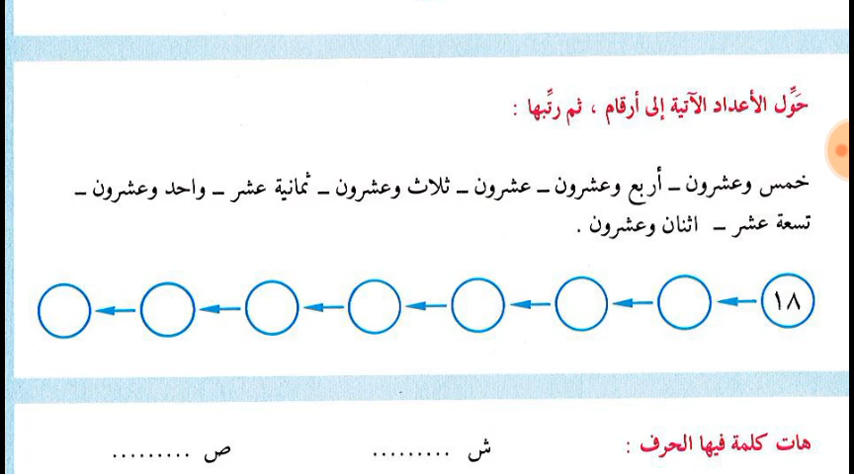 حَوِّل الأعداد الآتية إلى أرقام ، ثم رتِّبها :
خمس وعشرون – أربع وعشرون – عشرون – ثلاث وعشرون – ثمانية عشر – واحد وعشرون –
تسعة عشر – اثنان وعشرون .
١٨
هات كلمة فيها الحرف : ش ......... ص .........